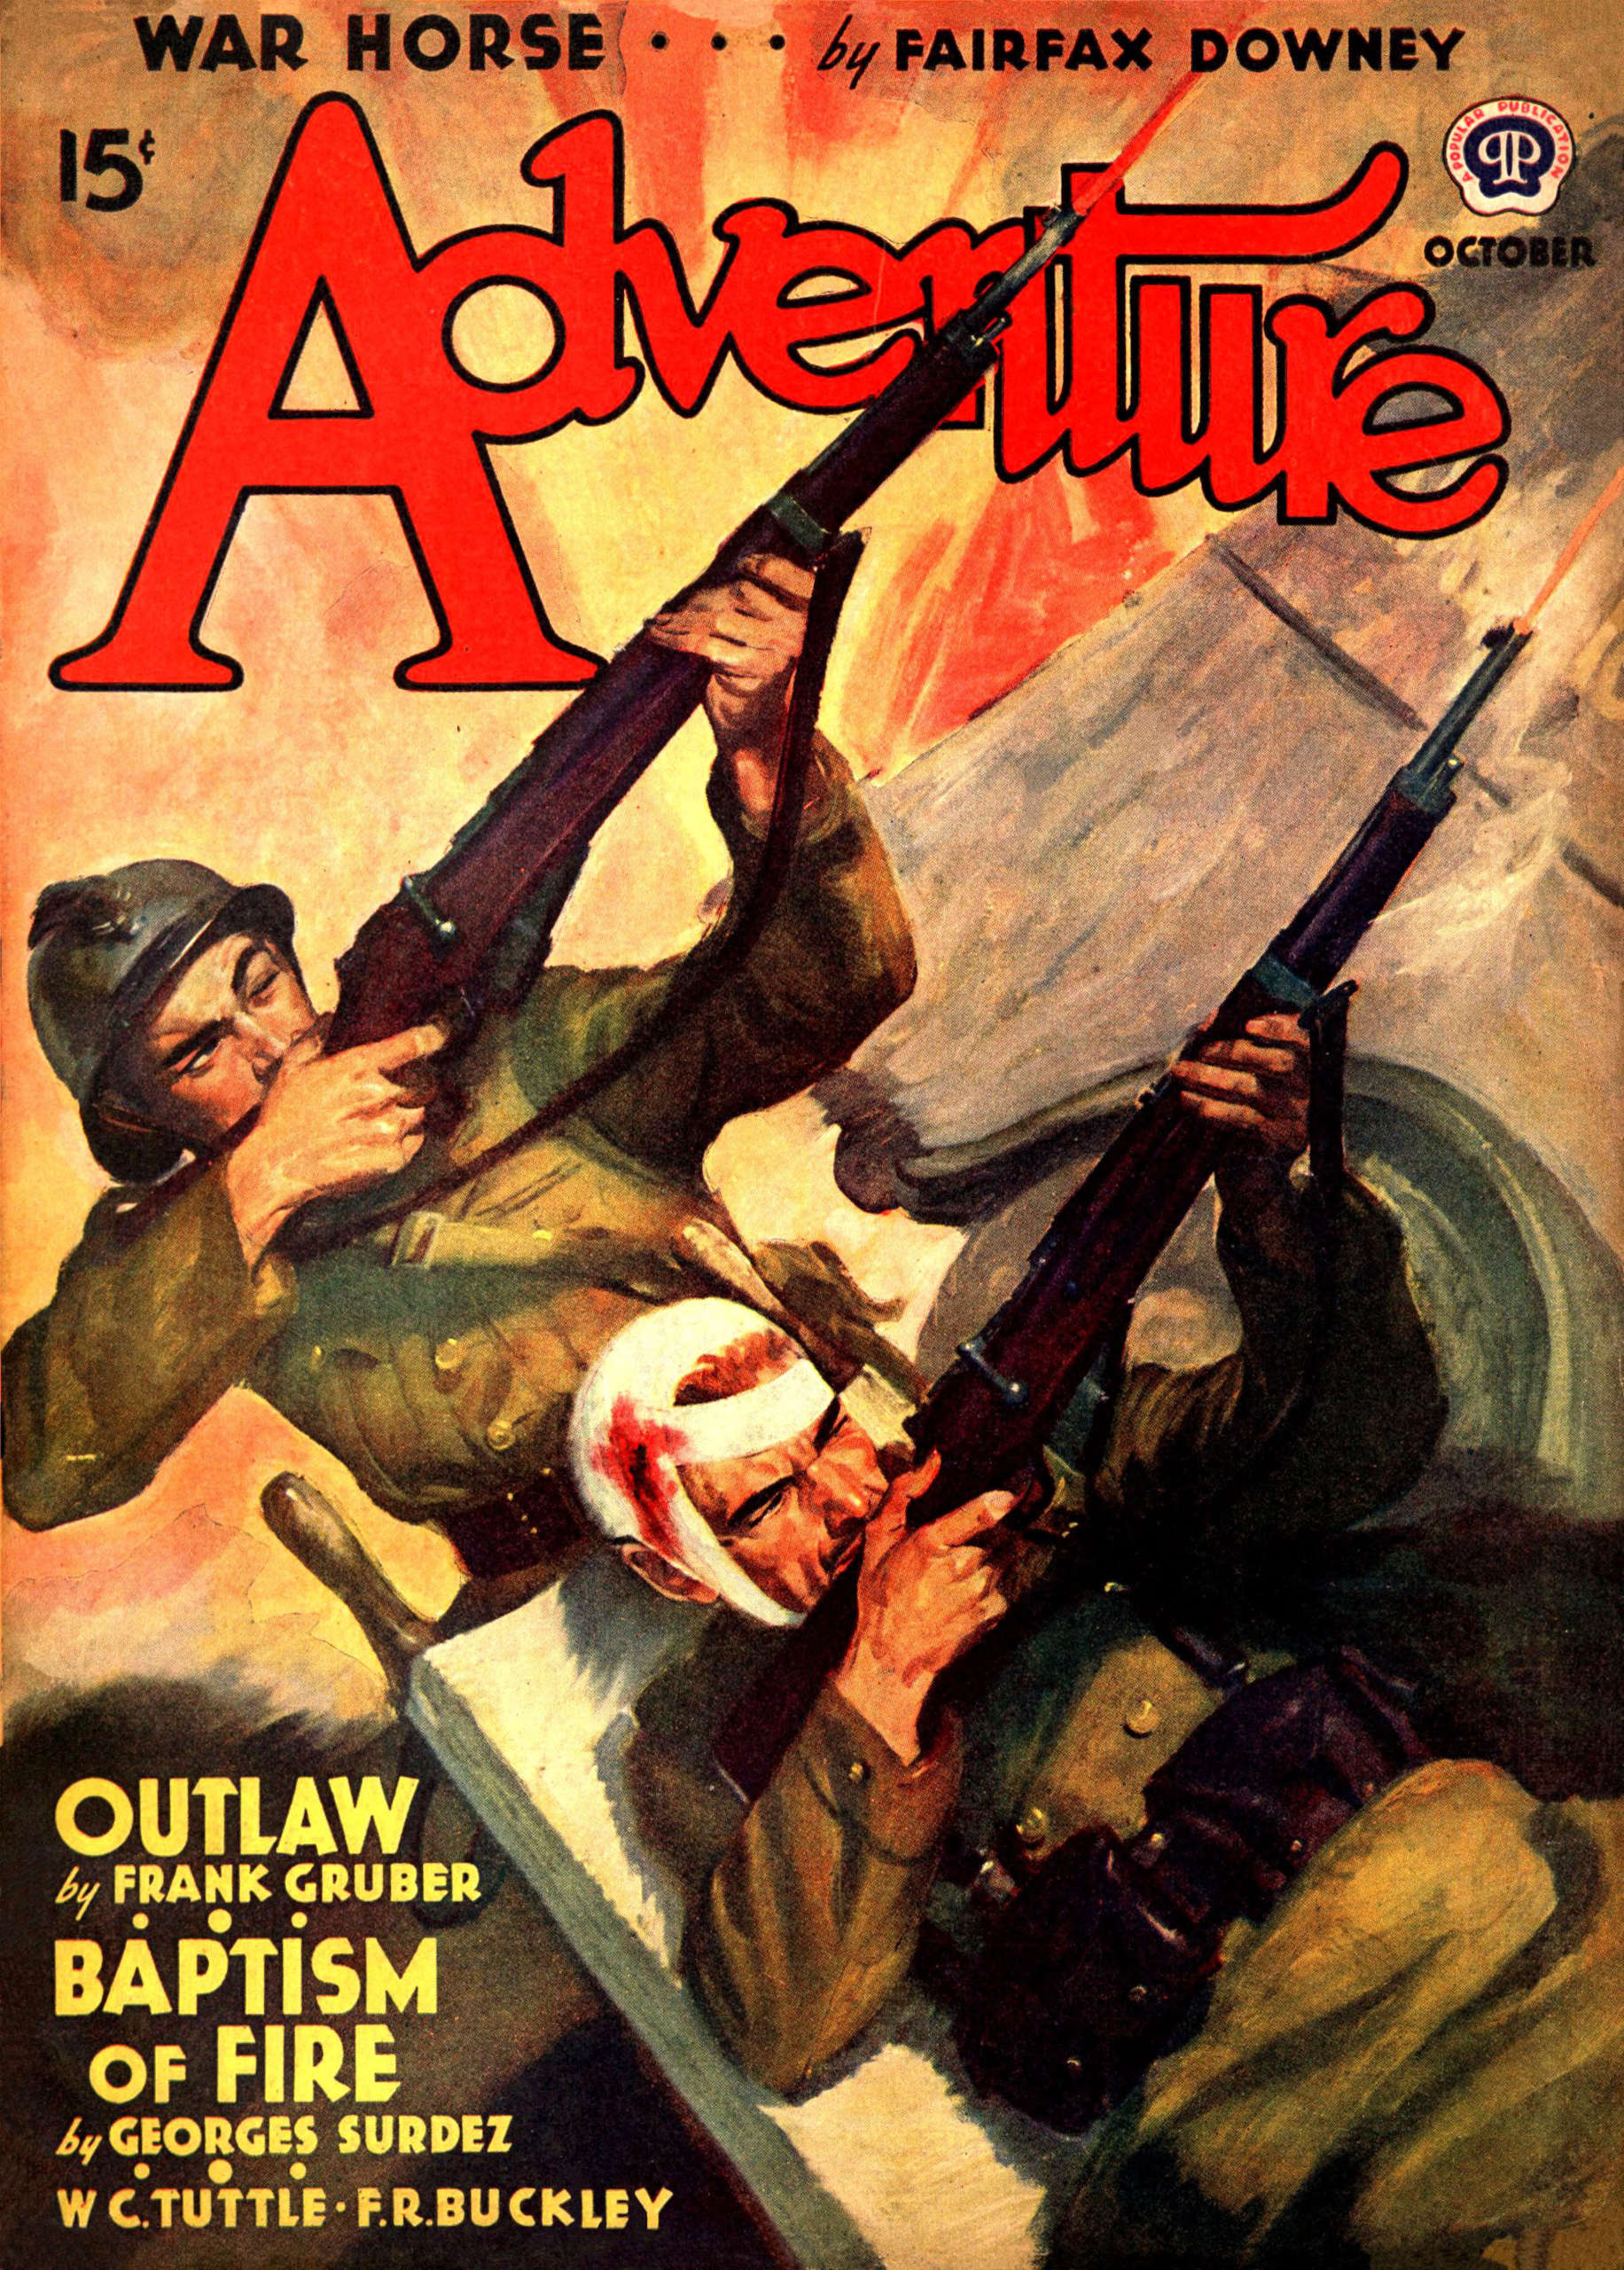 WAR HORSE • • • by FAIRFAX DOWNEY
15¢
A POPULAR PUBLICATION
PP
Adventure
OCTOBER
OUTLAW
by FRANK GRUBER
BAPTISM
OF FIRE
by GEORGES SURDEZ
W C. TUTTLE · F. R. BUCKLEY